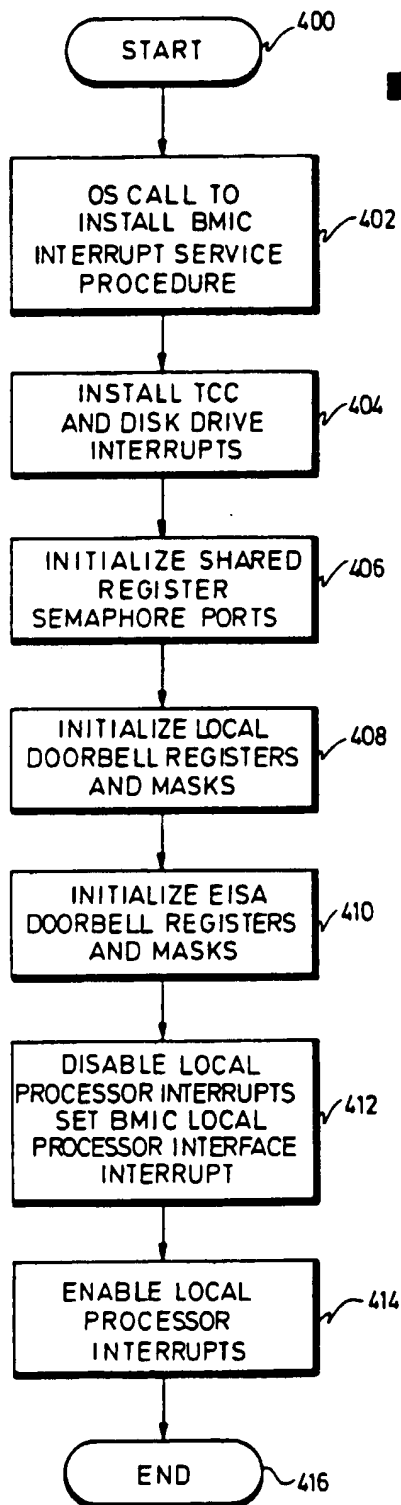 400
START
OS CALL TO
INSTALL BMIC
INTERRUPT SERVICE
PROCEDURE
402
INSTALL TCC
AND DISK DRIVE
INTERRUPTS
404
INITIALIZE SHARED
REGISTER
SEMAPHORE PORTS
406
INITIALIZE LOCAL
DOORBELL REGISTERS
AND MASKS
408
INITIALIZE EISA
DOORBELL REGISTERS
AND MASKS
410
DISABLE LOCAL
PROCESSOR INTERRUPTS
SET BMIC LOCAL
PROCESSOR INTERFACE
INTERRUPT
412
ENABLE LOCAL
PROCESSOR
INTERRUPTS
414
END
416